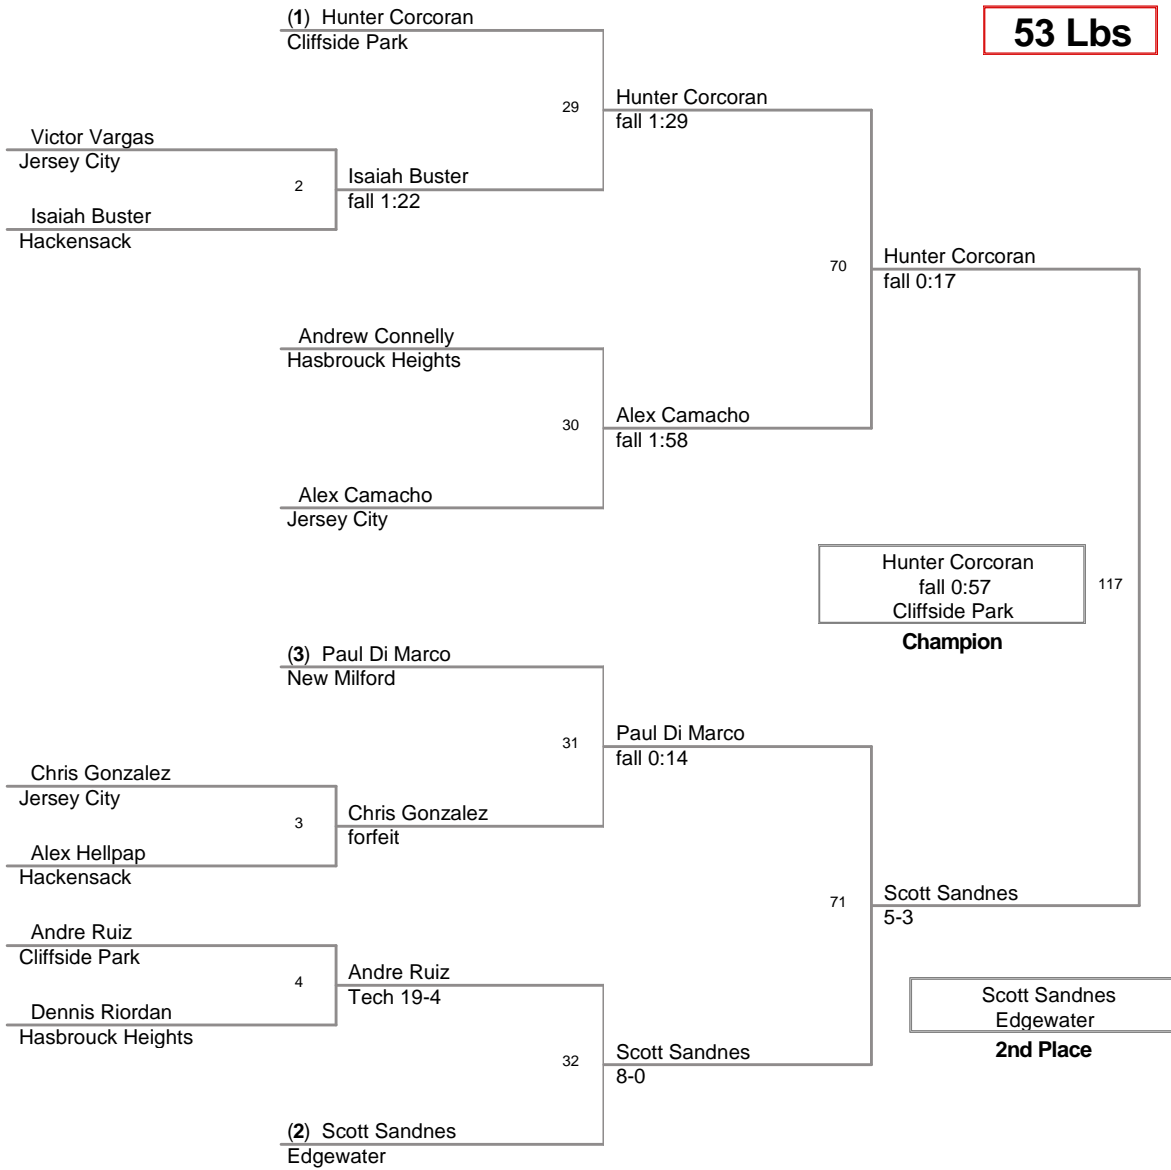 (1) Hunter Corcoran
Cliffside Park
53 Lbs
29
Hunter Corcoran
fall 1:29
Victor Vargas
Jersey City
2
Isaiah Buster
fall 1:22
Isaiah Buster
Hackensack
70
Hunter Corcoran
fall 0:17
Andrew Connelly
Hasbrouck Heights
30
Alex Camacho
fall 1:58
Alex Camacho
Jersey City
Hunter Corcoran
fall 0:57
Cliffside Park
117
Champion
(3) Paul Di Marco
New Milford
31
Paul Di Marco
fall 0:14
Chris Gonzalez
Jersey City
3
Chris Gonzalez
forfeit
Alex Hellpap
Hackensack
71
Scott Sandnes
5-3
Andre Ruiz
Cliffside Park
4
Andre Ruiz
Tech 19-4
Dennis Riordan
Hasbrouck Heights
Scott Sandnes
Edgewater
2nd Place
32
Scott Sandnes
8-0
(2) Scott Sandnes
Edgewater